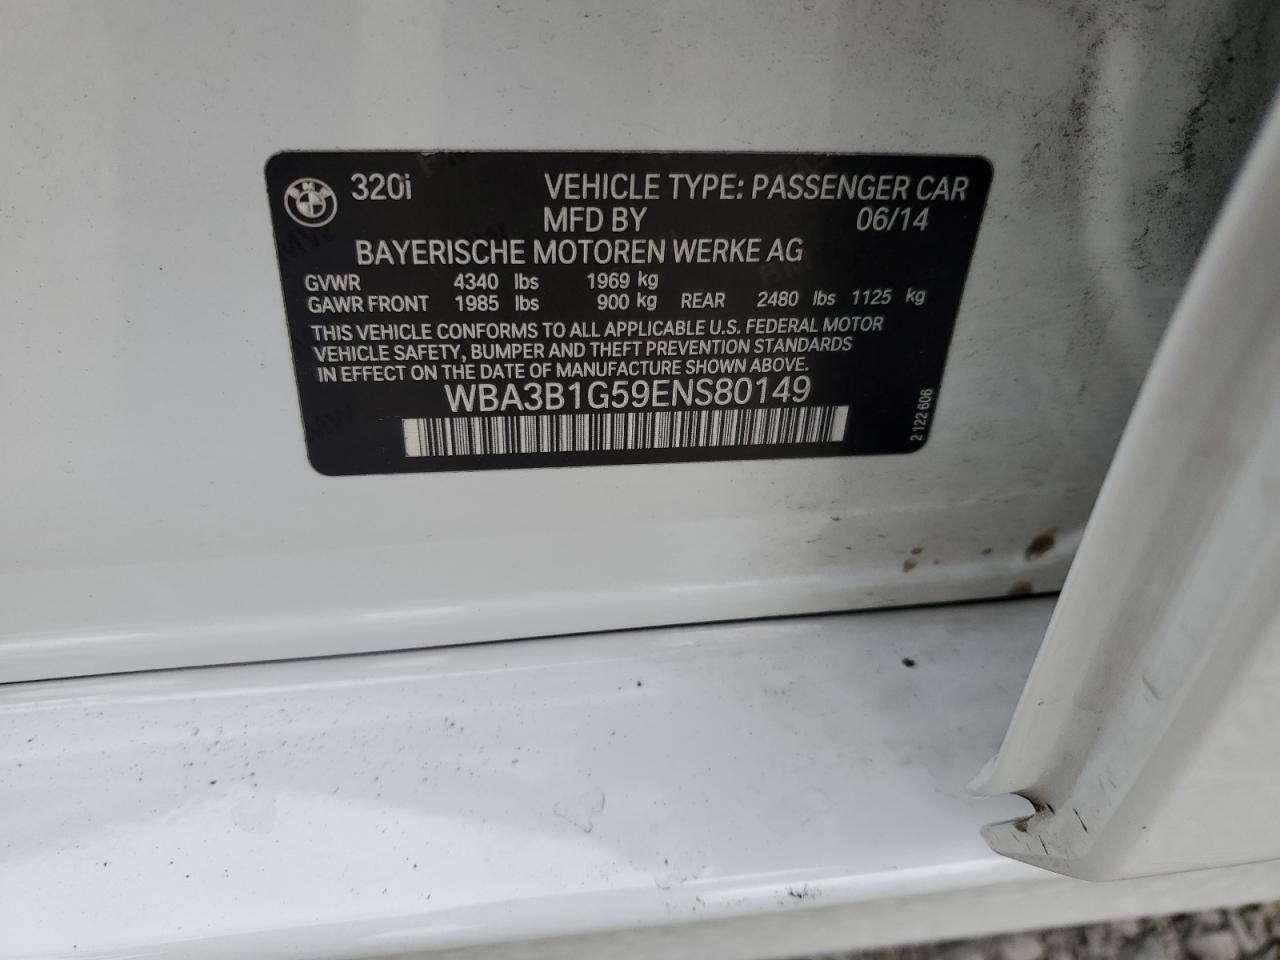 320i VEHICLE TYPE: PASSENGER CAR
MFD BY 06/14
BAYERISCHE MOTOREN WERKE AG
GVWR 4340 lbs 1969 kg
GAWR FRONT 1985 lbs 900 kg REAR 2480 lbs 1125 kg
THIS VEHICLE CONFORMS TO ALL APPLICABLE U.S. FEDERAL MOTOR
VEHICLE SAFETY, BUMPER AND THEFT PREVENTION STANDARDS
IN EFFECT ON THE DATE OF MANUFACTURE SHOWN ABOVE.
WBA3B1G59ENS80149
2 122 606